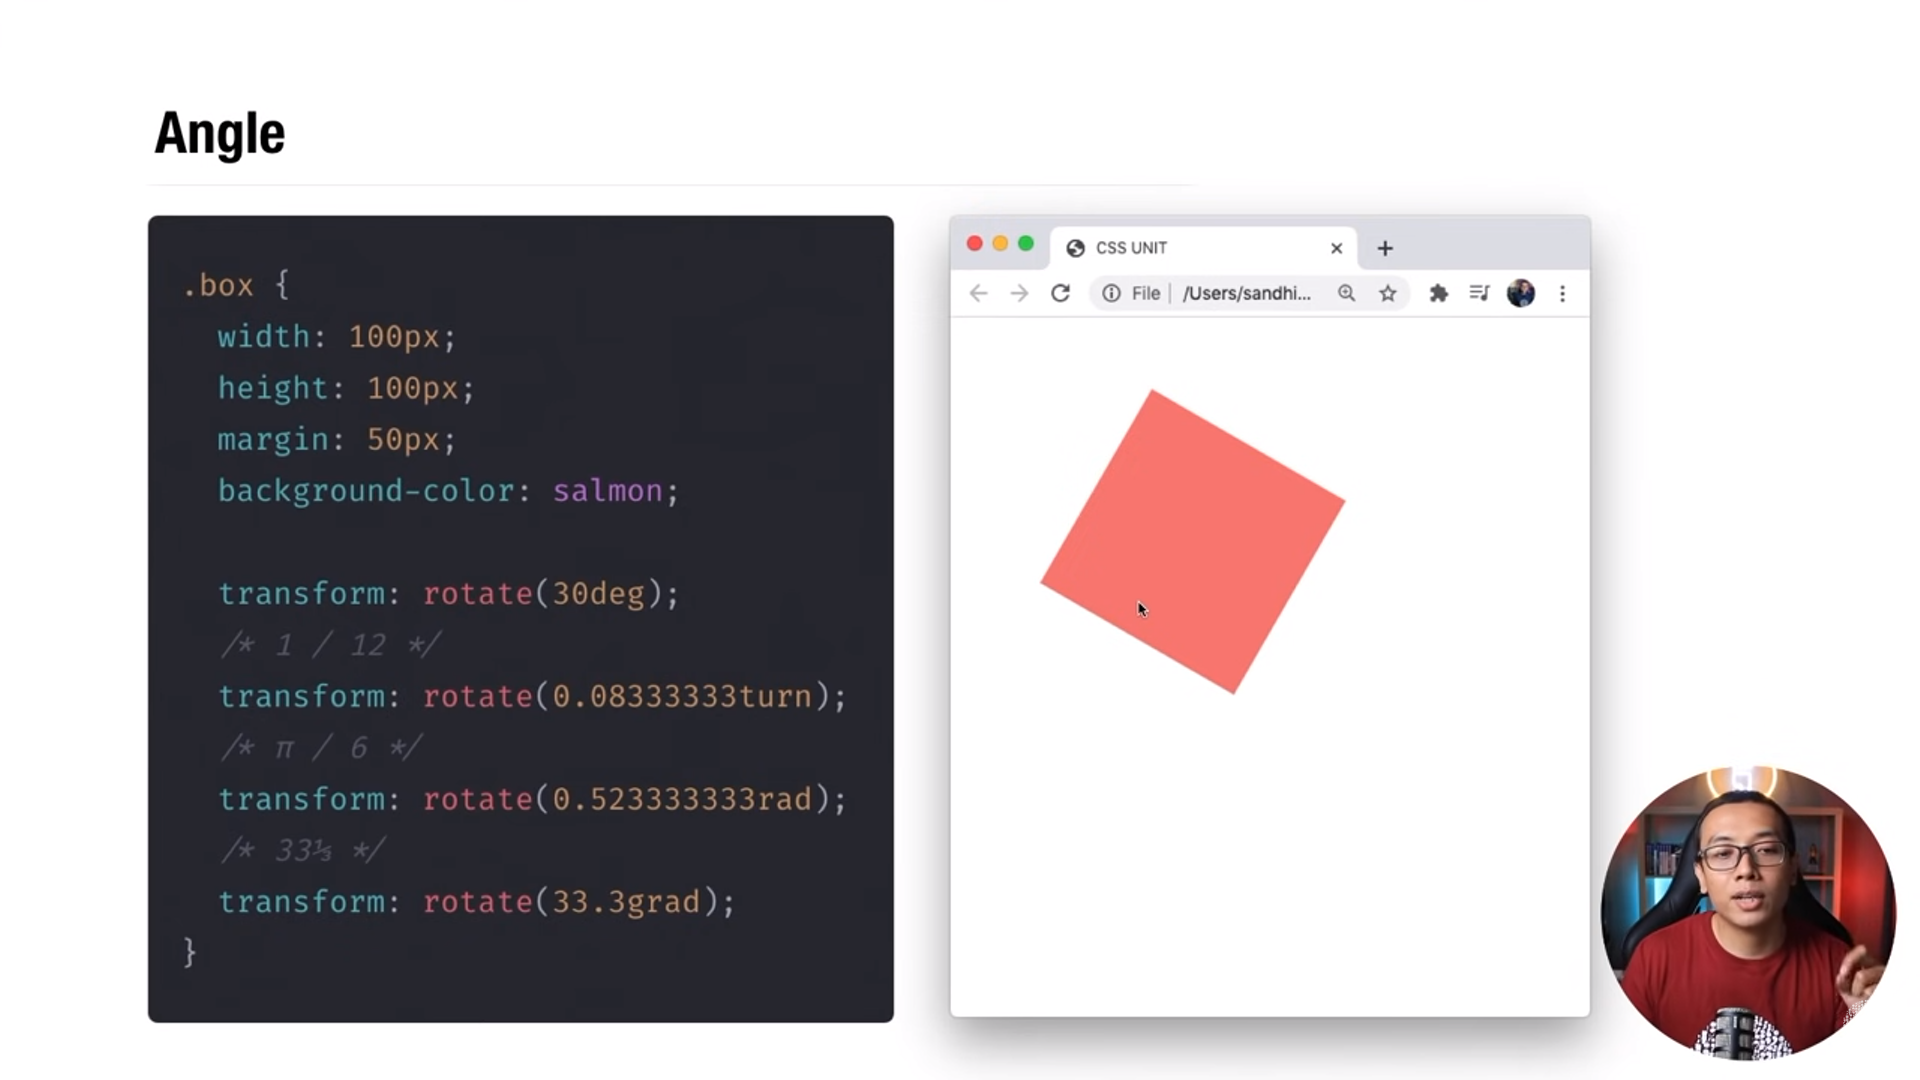 Angle
.box {
width: 100px;
height: 100px;
margin: 50px;
background-color: salmon;
transform: rotate(30deg);
/* 1 / 12 */
transform: rotate(0.08333333turn);
/* π / 6 */
transform: rotate(0.523333333rad);
/* 33⅓ */
transform: rotate(33.3grad);
}
CSS UNIT
File | /Users/sandhi...